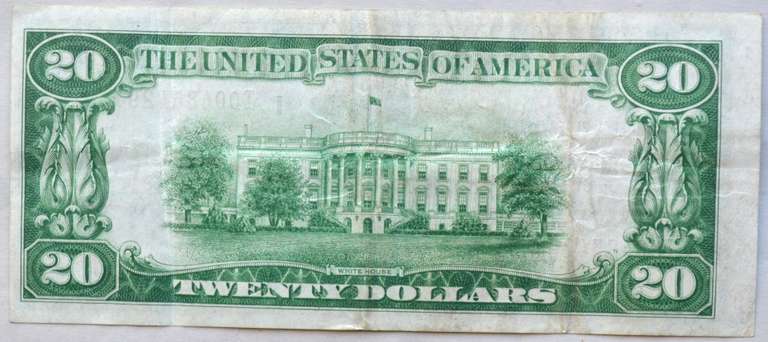 20 THE UNITED STATES OF AMERICA 20
WHITE HOUSE
20 TWENTY DOLLARS 20